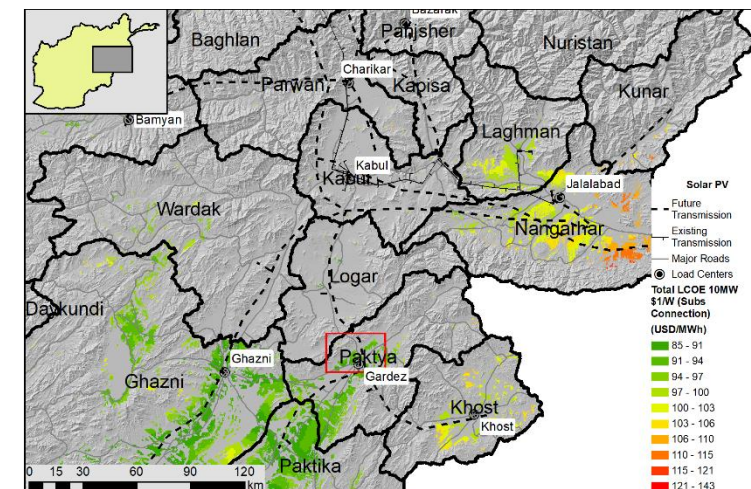 Baghlan
Panjsher
Bazarak
Nuristan
Parwan
Charikar
Kapisa
Kunar
Bamyan
Laghman
Kabul
Kabul
Jalalabad
Wardak
Nangarhar
Logar
Daykundi
Ghazni
Ghazni
Paktya
Gardez
Khost
Khost
Paktika
0 15 30 60 90 120
km
Solar PV
Future
Transmission
Existing
Transmission
Major Roads
Load Centers
Total LCOE 10MW
$1/W (Subs
Connection)
(USD/MWh)
85 - 91
91 - 94
94 - 97
97 - 100
100 - 103
103 - 106
106 - 110
110 - 115
115 - 121
121 - 143